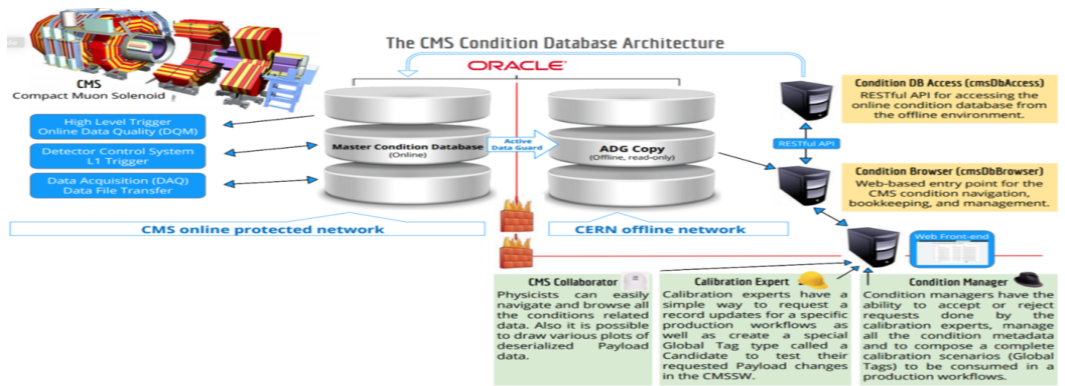 The CMS Condition Database Architecture
ORACLE
CMS
Compact Muon Solenoid
High Level Trigger
Online Data Quality (DQM)
Detector Control System
L1 Trigger
Data Acquisition (DAQ)
Data File Transfer
Master Condition Database
(Online)
Active
Data Guard
ADG Copy
(Offline, read-only)
CMS online protected network
CERN offline network
Condition DB Access (cmsDbAccess)
RESTful API for accessing the
online condition database from
the offline environment.
RESTful API
Condition Browser (cmsDbBrowser)
Web-based entry point for the
CMS condition navigation,
bookkeeping, and management.
Web Front-end
CMS Collaborator
Physicists can easily
navigate and browse all
the conditions related
data. Also it is possible
to draw various plots of
deserialized Payload
data.
Calibration Expert
Calibration experts have a
simple way to request a
record updates for a specific
production workflows as
well as create a special
Global Tag type called a
Candidate to test their
requested Payload changes
in the CMSSW.
Condition Manager
Condition managers have the
ability to accept or reject
requests done by the
calibration experts, manage
all the condition metadata
and to compose a complete
calibration scenarios (Global
Tags) to be consumed in a
production workflows.